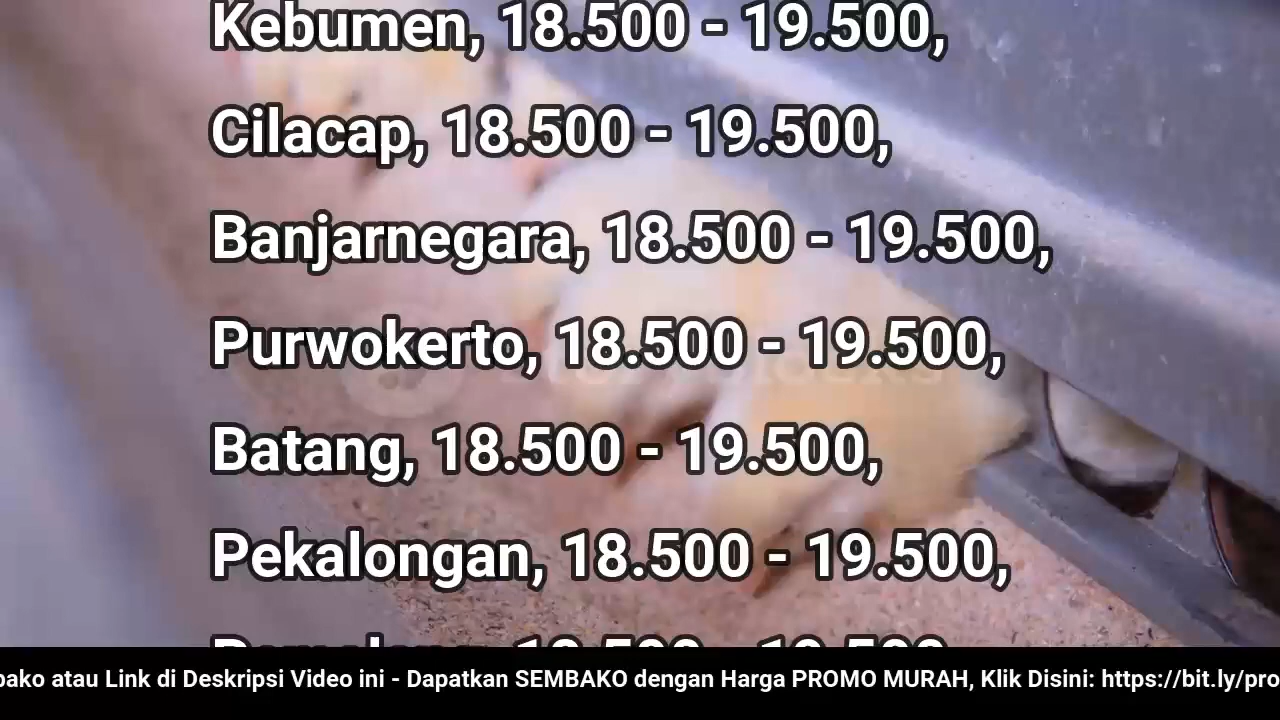 Kebumen, 18.500 - 19.500,
Cilacap, 18.500 - 19.500,
Banjarnegara, 18.500 - 19.500,
Purwokerto, 18.500 - 19.500,
Batang, 18.500 - 19.500,
Pekalongan, 18.500 - 19.500,
bako atau Link di Deskripsi Video ini - Dapatkan SEMBAKO dengan Harga PROMO MURAH, Klik Disini: https://bit.ly/pro